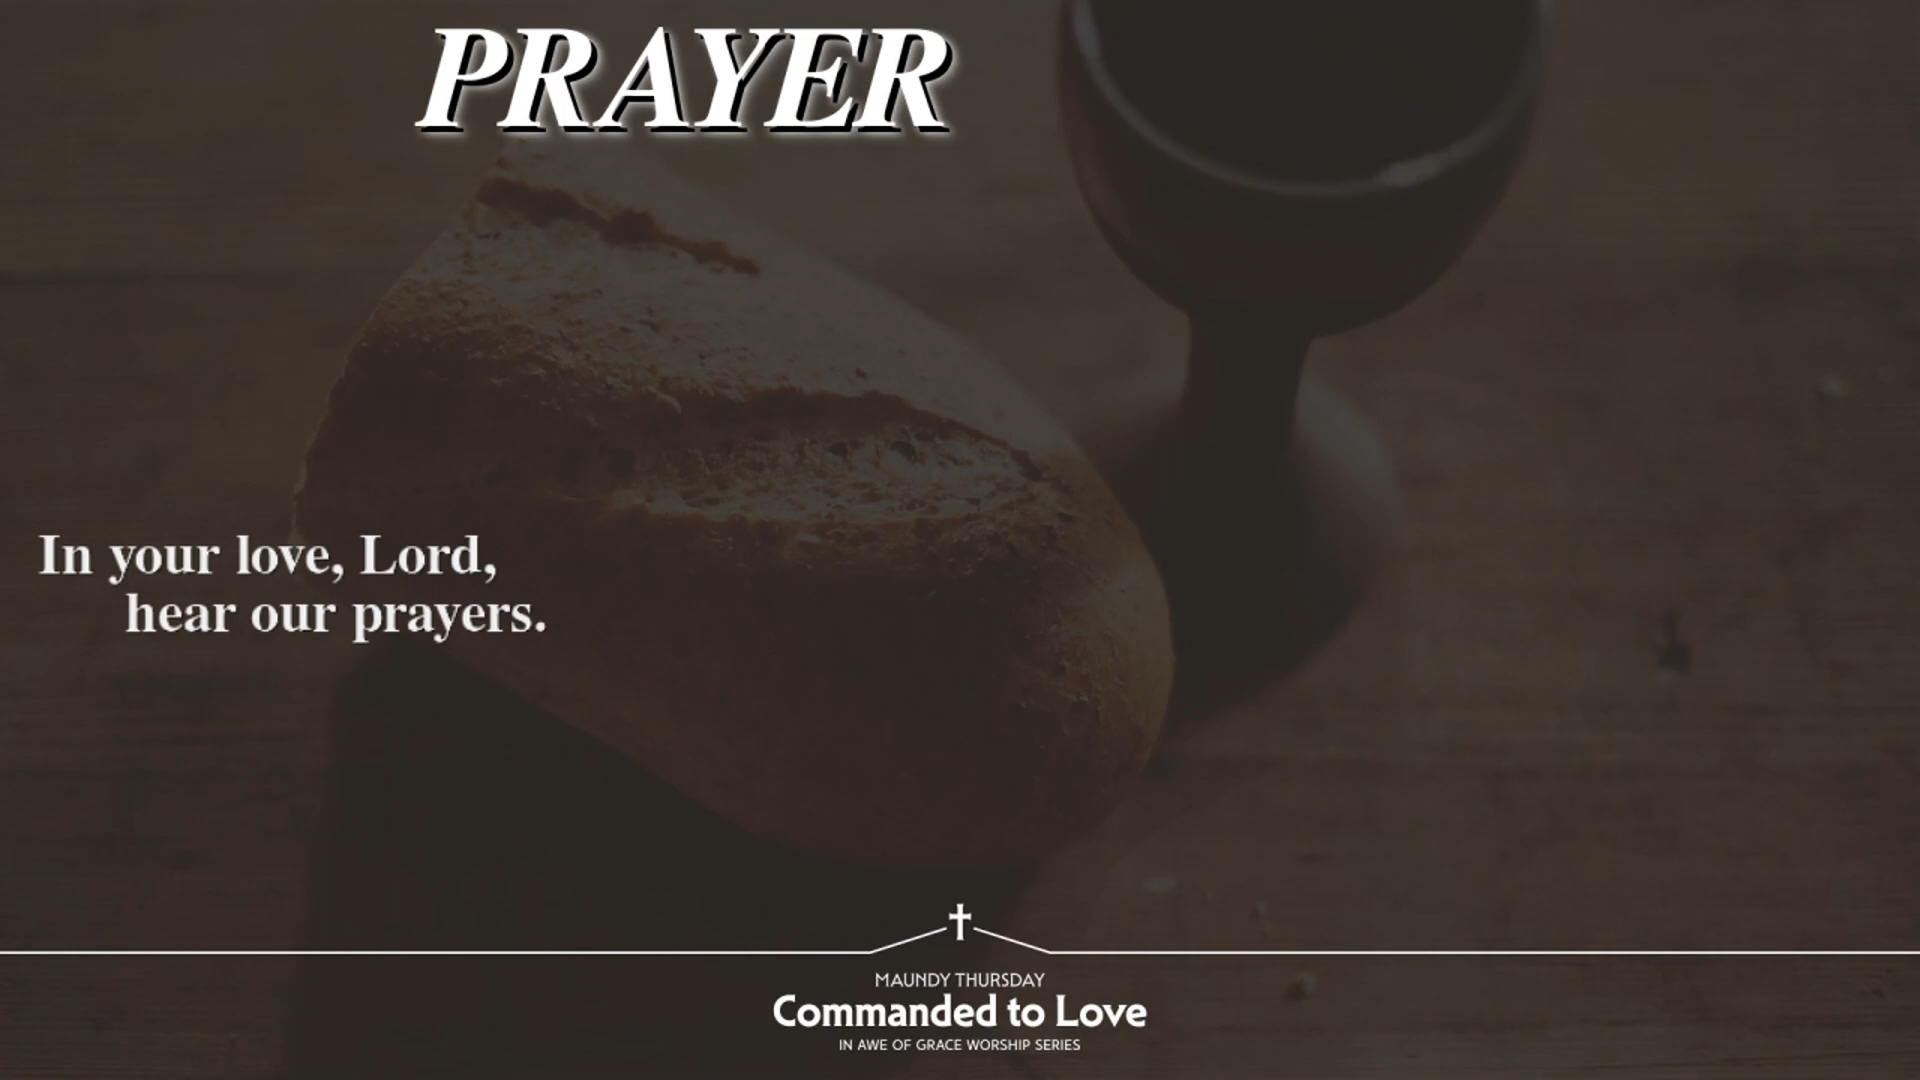 PRAYER
In your love, Lord,
hear our prayers.
MAUNDY THURSDAY
Commanded to Love
IN AWE OF GRACE WORSHIP SERIES